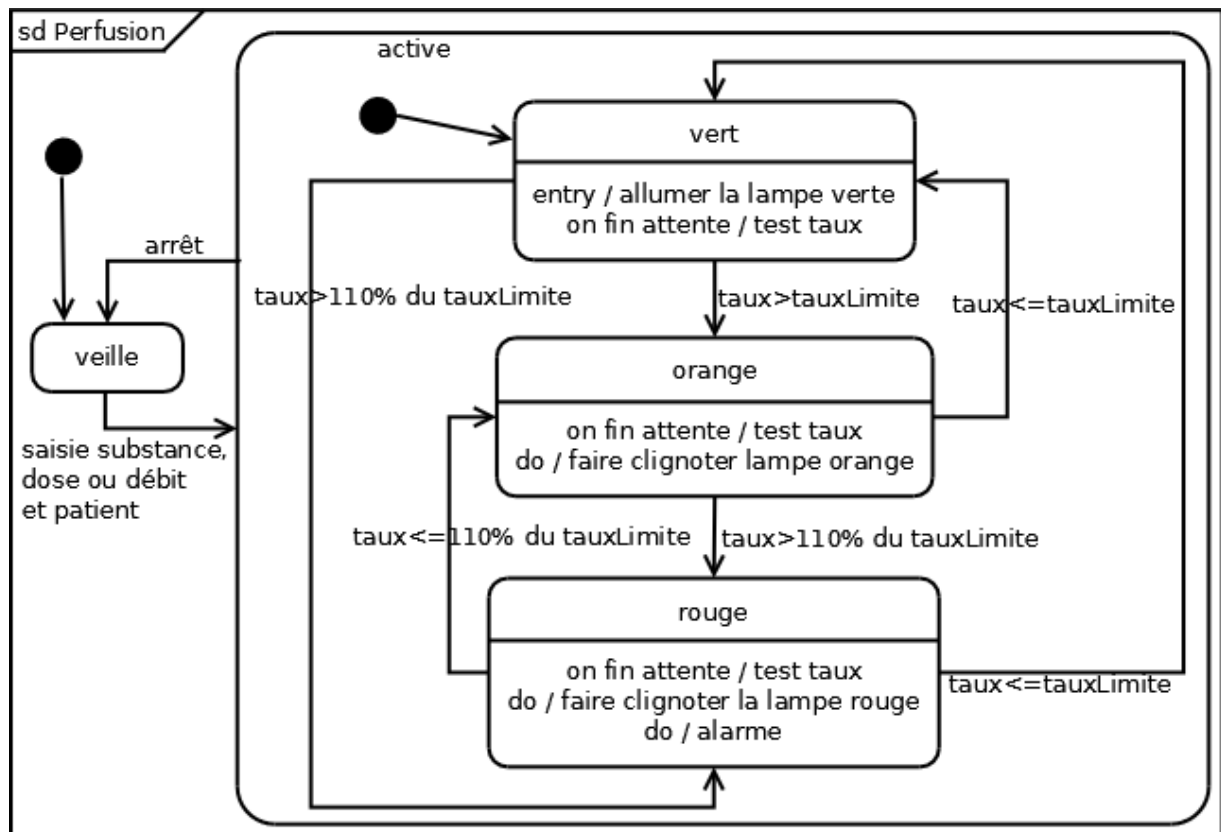 sd Perfusion
active
vert
entry / allumer la lampe verte
on fin attente / test taux
arrêt
taux>110% du tauxLimite
taux>tauxLimite
taux<=tauxLimite
veille
orange
on fin attente / test taux
do / faire clignoter lampe orange
saisie substance,
dose ou débit
et patient
taux<=110% du tauxLimite
taux>110% du tauxLimite
rouge
on fin attente / test taux
do / faire clignoter la lampe rouge
do / alarme
taux<=tauxLimite